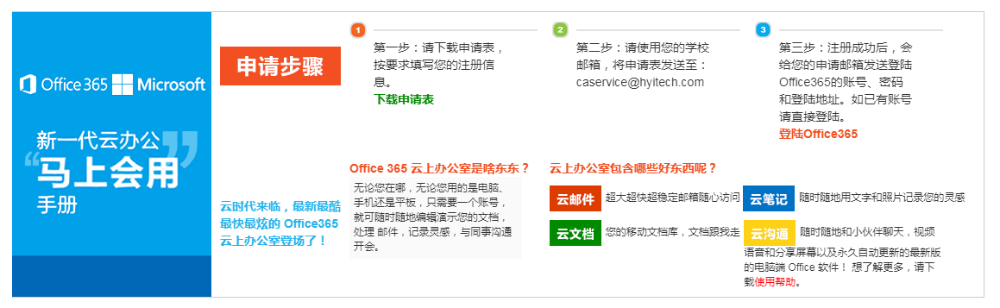 Office 365 Microsoft
新一代云办公
“马上会用”
手册
申请步骤
1
第一步：请下载申请表，
按要求填写您的注册信
息。
下载申请表
2
第二步：请使用您的学校
邮箱，将申请表发送至：
caservice@hyitech.com
3
第三步：注册成功后，会
给您的申请邮箱发送登陆
Office365的账号、密码
和登陆地址。如已有账号
请直接登陆。
登陆Office365
云时代来临，最新最酷
最快最炫的 Office365
云上办公室登场了！
Office 365 云上办公室是啥东东？
无论您在哪，无论您用的是电脑、
手机还是平板，只需要一个账号，
就可随时随地编辑演示您的文档，
处理 邮件，记录灵感，与同事沟通
开会。
云上办公室包含哪些好东西呢？
云邮件 超大超快超稳定邮箱随心访问
云笔记 随时随地用文字和照片记录您的灵感
云文档 您的移动文档库，文档跟我走
云沟通 随时随地和小伙伴聊天，视频
语音和分享屏幕以及永久自动更新的最新版
的电脑端 Office 软件！ 想了解更多，请下
载使用帮助。